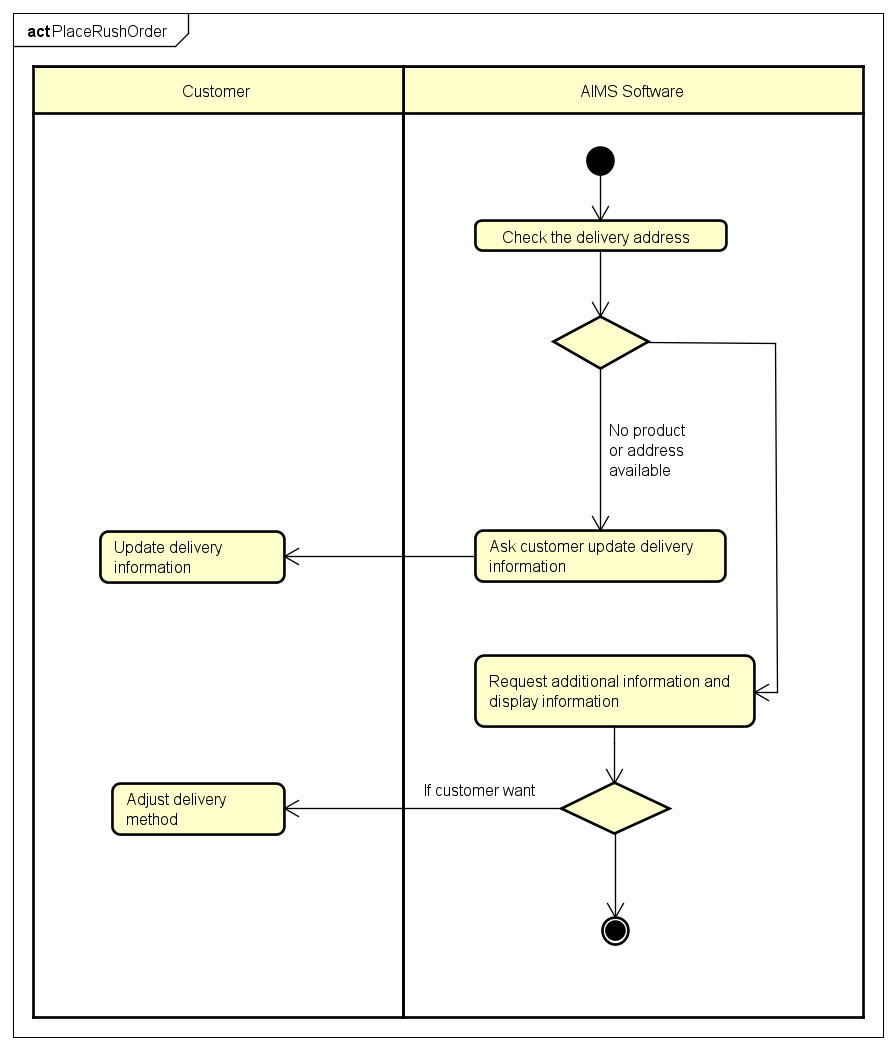 act PlaceRushOrder
Customer
AIMS Software
Check the delivery address
No product
or address
available
Update delivery
information
Ask customer update delivery
information
Request additional information and
display information
If customer want
Adjust delivery
method